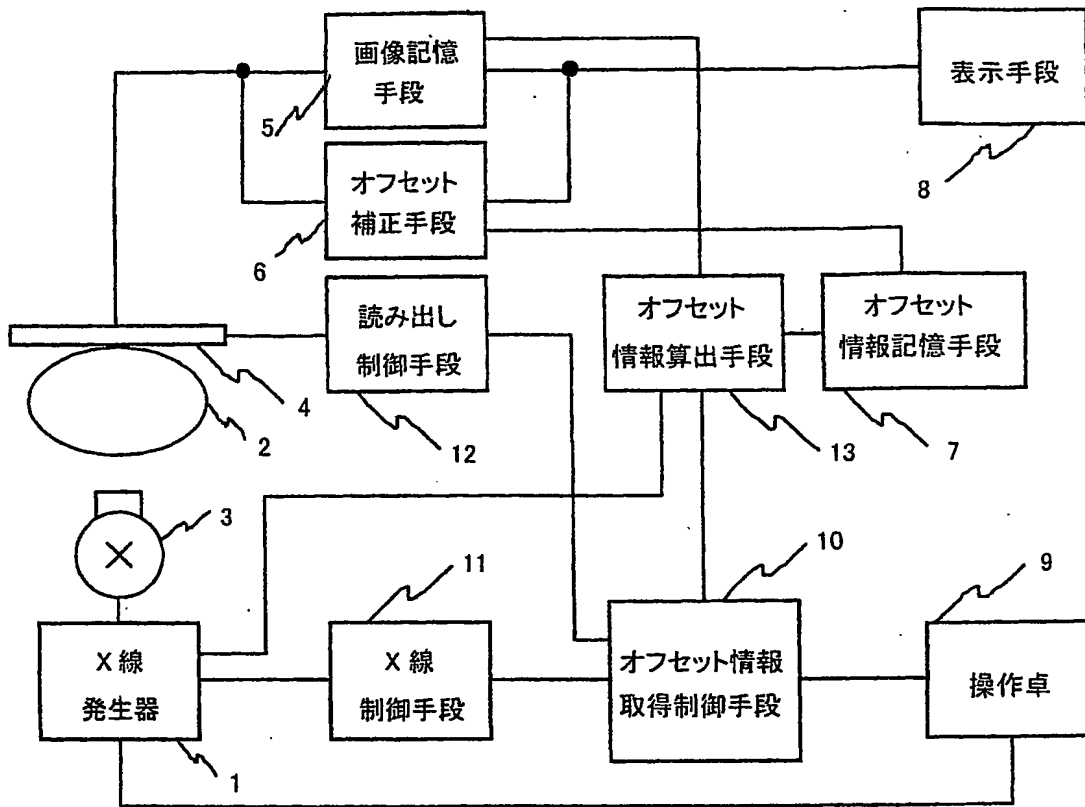 画像記憶
手段
5
表示手段
8
オフセット
補正手段
6
読み出し
制御手段
12
オフセット
情報算出手段
13
オフセット
情報記憶手段
7
4
2
3
X線
発生器
1
11
X線
制御手段
10
オフセット情報
取得制御手段
9
操作卓